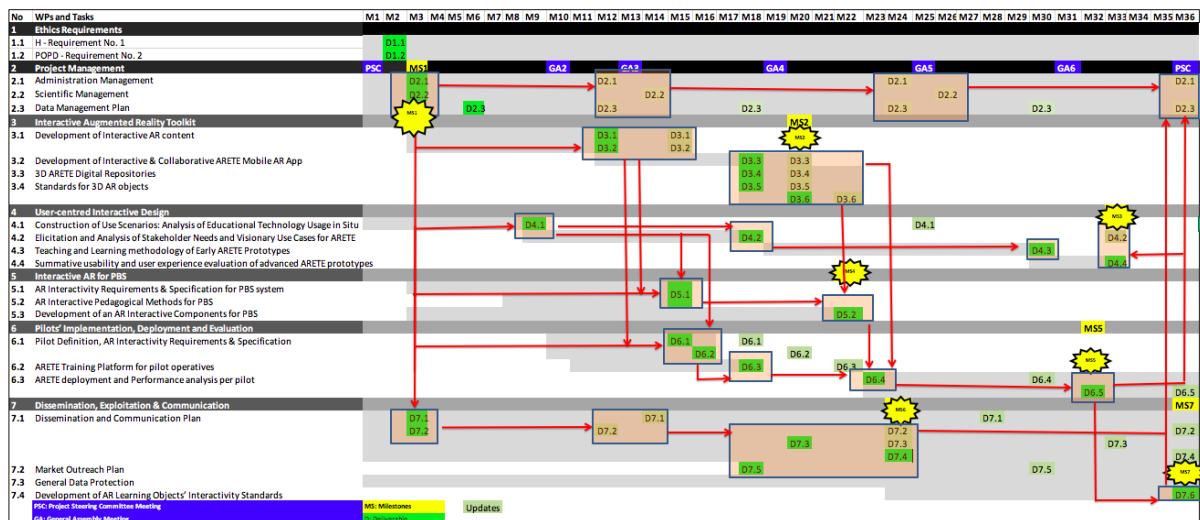 No WPs and Tasks M1 M2 M3 M5 M6 M7 M8 M9 M10 M11 M12 M13 M14 M15 M16 M17 M18 M19 M20 M21 M22 M23 M24 M25 M26 M27 M28 M29 M30 M31 M32 M33 M34 M35 M36
1 Ethics Requirements
1.1 H - Requirement No. 1 D1.1
1.2 POPD - Requirement No. 2 D1.2
2 Project Management PSC MS1 GA2 GA3 GA4 GA5 GA6 PSC
2.1 Administration Management D2.1 D2.1 D2.1 D2.1
2.2 Scientific Management D2.2 D2.2 D2.2
2.3 Data Management Plan MS1 D2.3 D2.3 D2.3 D2.3 D2.3 D2.3
3 Interactive Augmented Reality Toolkit MS2
3.1 Development of Interactive AR content D3.1 D3.1 MS2
D3.2 D3.2
3.2 Development of Interactive & Collaborative ARETE Mobile AR App D3.3 D3.3
3.3 3D ARETE Digital Repositories D3.4 D3.4
3.4 Standards for 3D AR objects D3.5 D3.5
D3.6 D3.6
4 User-centred Interactive Design MS3
4.1 Construction of Use Scenarios: Analysis of Educational Technology Usage in Situ D4.1 D4.1
4.2 Elicitation and Analysis of Stakeholder Needs and Visionary Use Cases for ARETE D4.2 D4.2
4.3 Teaching and Learning methodology of Early ARETE Prototypes D4.3
4.4 Summative usability and user experience evaluation of advanced ARETE prototypes D4.4
5 Interactive AR for PBS MS4
5.1 AR Interactivity Requirements & Specification for PBS system D5.1
5.2 AR Interactive Pedagogical Methods for PBS
5.3 Development of an AR Interactive Components for PBS D5.2
6 Pilots' Implementation, Deployment and Evaluation MS5
6.1 Pilot Definition, AR Interactivity Requirements & Specification D6.1 D6.1
D6.2 D6.2
6.2 ARETE Training Platform for pilot operatives D6.3 D6.3 MS5
6.3 ARETE deployment and Performance analysis per pilot D6.4 D6.4
D6.5 D6.5
7 Dissemination, Exploitation & Communication MS6 MS7
7.1 Dissemination and Communication Plan D7.1 D7.1 D7.1
D7.2 D7.2 D7.2 D7.2
D7.3 D7.3 D7.3
D7.4 D7.4
7.2 Market Outreach Plan D7.5 D7.5 MS7
7.3 General Data Protection
7.4 Development of AR Learning Objects' Interactivity Standards D7.6
PSC: Project Steering Committee Meeting MS: Milestones Updates
GA: General Assembly Meeting D: Deliverable